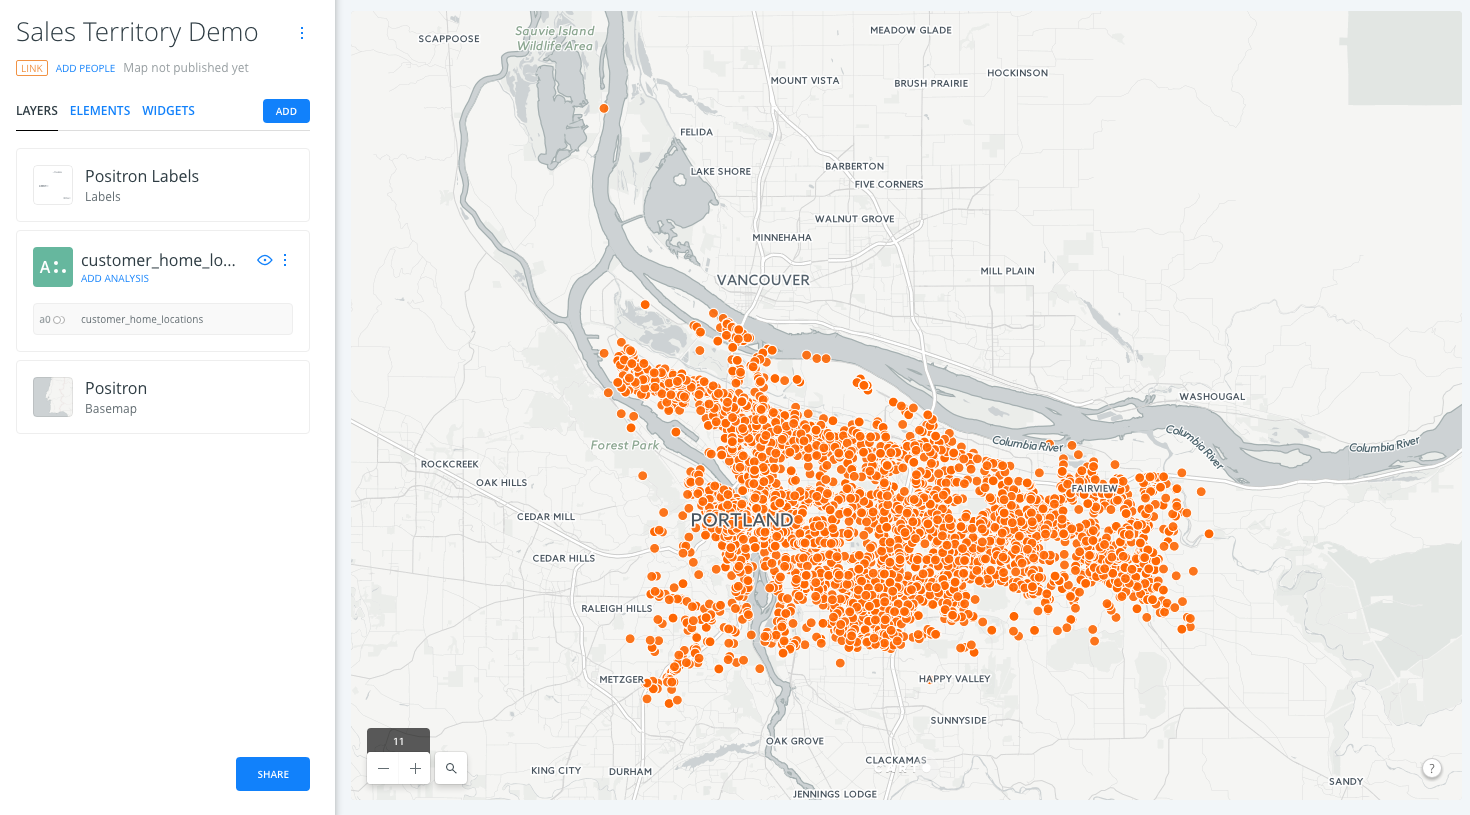 Sales Territory Demo
LINK ADD PEOPLE Map not published yet
LAYERS ELEMENTS WIDGETS ADD
Positron Labels
Labels
A
customer_home_lo...
ADD ANALYSIS
a0 customer_home_locations
Positron
Basemap
SHARE
SCAPPOOSE
Sauvie Island
Wildlife Area
MEADOW GLADE
MOUNT VISTA
BRUSH PRAIRIE
HOCKINSON
FELIDA
LAKE SHORE
BARBERTON
FIVE CORNERS
WALNUT GROVE
MINNEHAHA
VANCOUVER
MILL PLAIN
WASHOUGAL
Columbia River
Columbia River
Columbia River
Forest Park
ROCKCREEK
OAK HILLS
FAIRVIEW
CEDAR MILL
PORTLAND
CEDAR HILLS
RALEIGH HILLS
METZGER
HAPPY VALLEY
SUNNYSIDE
11
OAK GROVE
CLACKAMAS
KING CITY
DURHAM
JENNINGS LODGE
SANDY
?